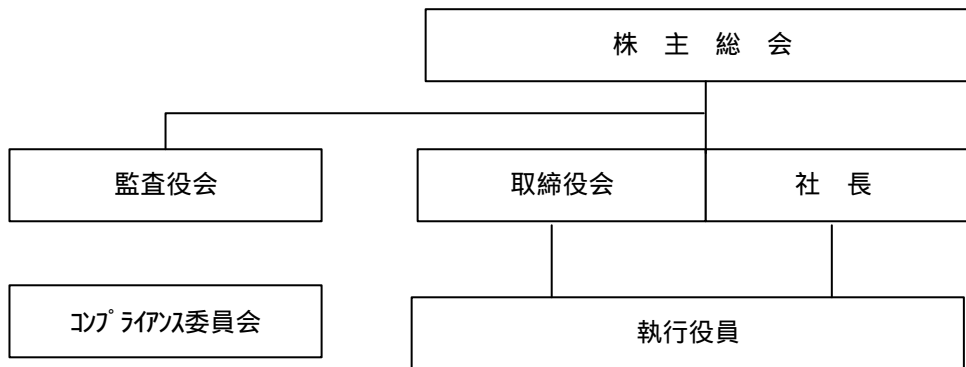 株 主 総 会
監査役会
取締役会
社 長
コンプライアンス委員会
執行役員